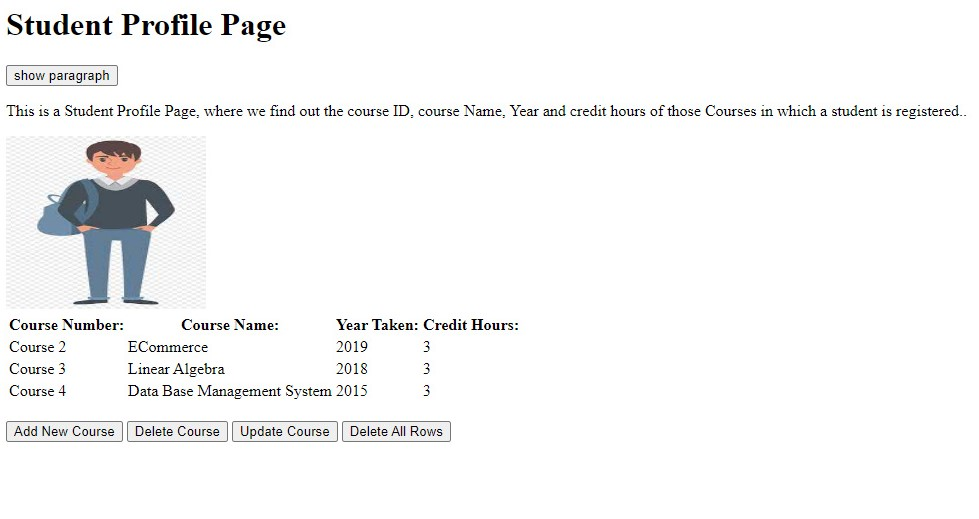 Student Profile Page
show paragraph
This is a Student Profile Page, where we find out the course ID, course Name, Year and credit hours of those Courses in which a student is registered..
Course Number: Course Name: Year Taken: Credit Hours:
Course 2 ECommerce 2019 3
Course 3 Linear Algebra 2018 3
Course 4 Data Base Management System 2015 3
Add New Course Delete Course Update Course Delete All Rows